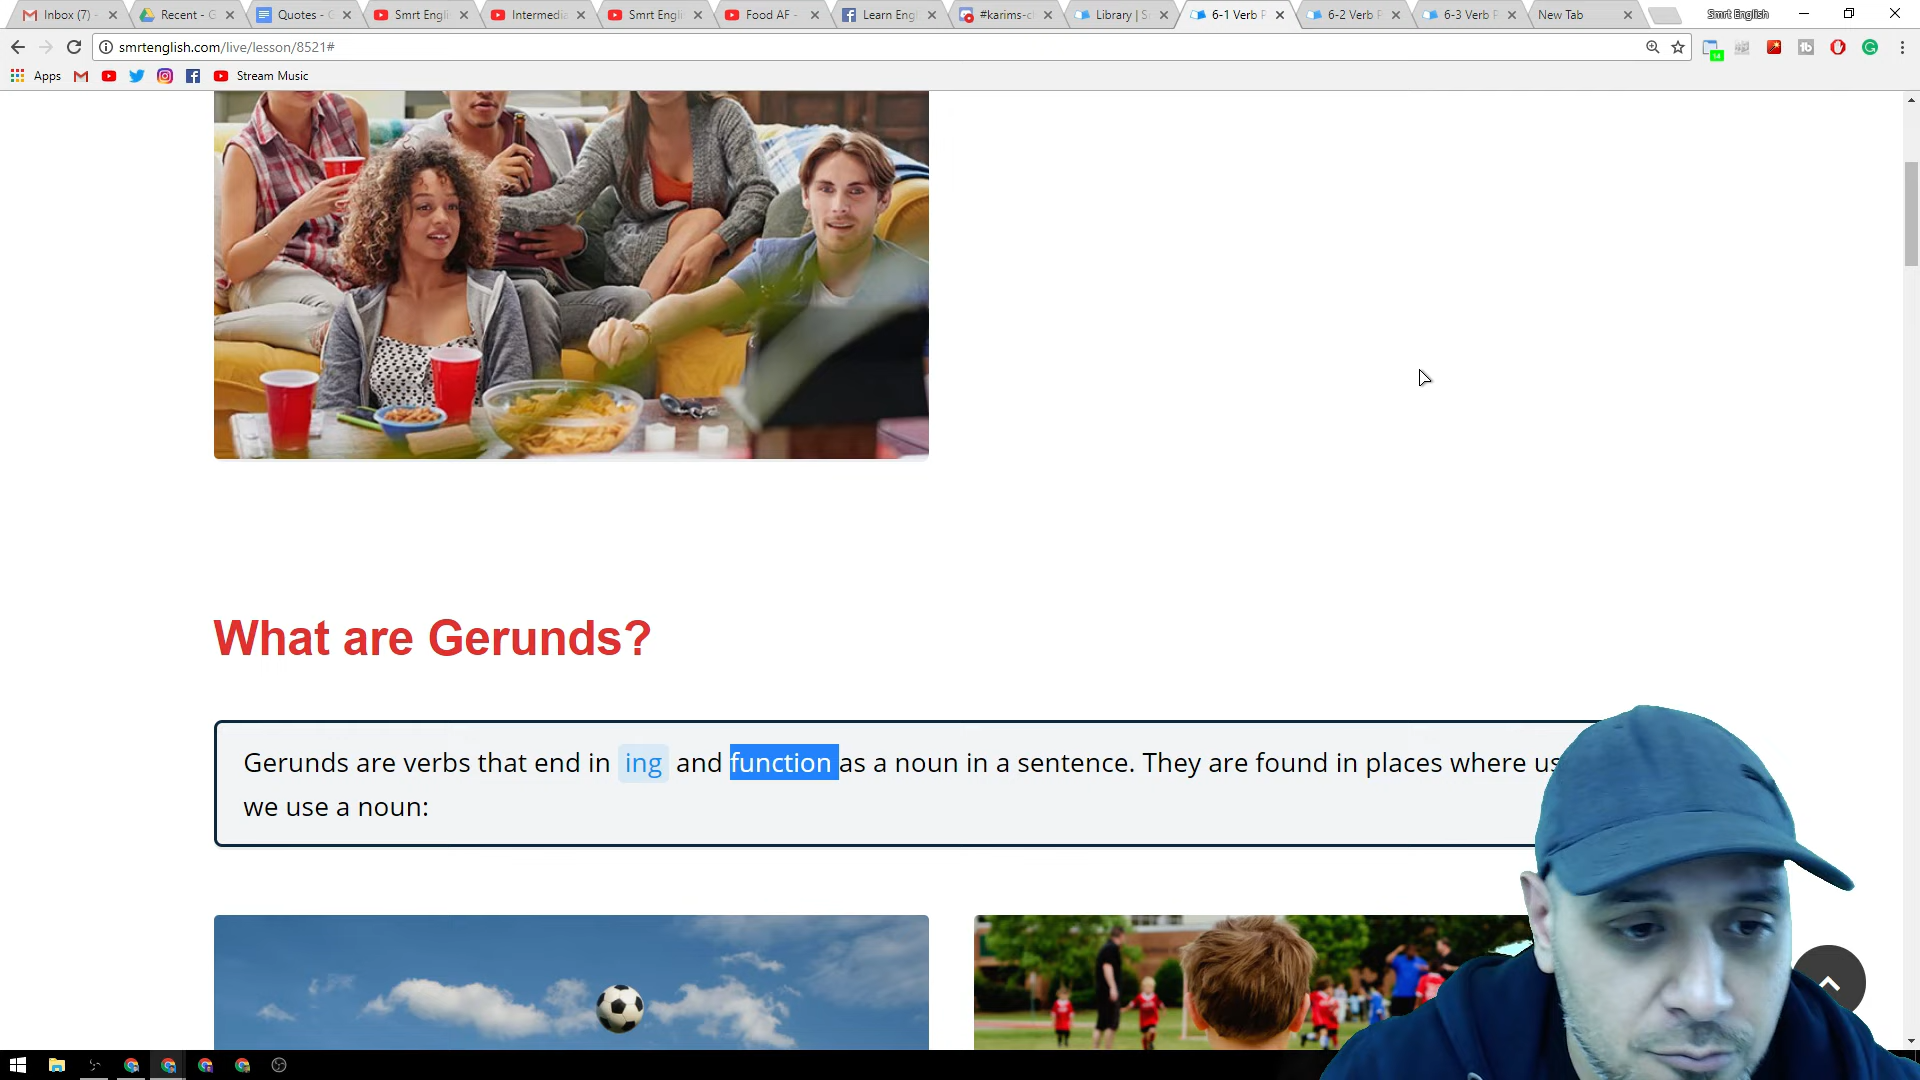 Inbox (7) -
Recent - G
Quotes - G
Smrt Engli
Intermedia
Smrt Engli
Food AF -
Learn Eng
#karims-cl
Library | S
6-1 Verb P
6-2 Verb P
6-3 Verb P
New Tab
Smrt English
smrtenglish.com/live/lesson/8521#
14
Apps
Stream Music
What are Gerunds?
Gerunds are verbs that end in ing and function as a noun in a sentence. They are found in places where us
we use a noun: